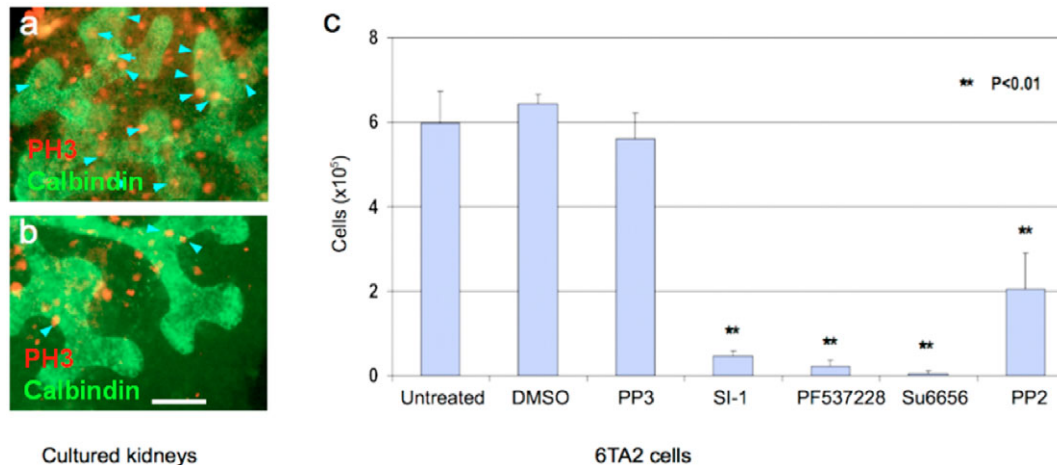 a
PH3
Calbindin
b
PH3
Calbindin
Cultured kidneys
c
Cells (x10⁵)
8
6
4
2
0
** P<0.01
**
**
**
**
Untreated DMSO PP3 SI-1 PF537228 Su6656 PP2
6TA2 cells